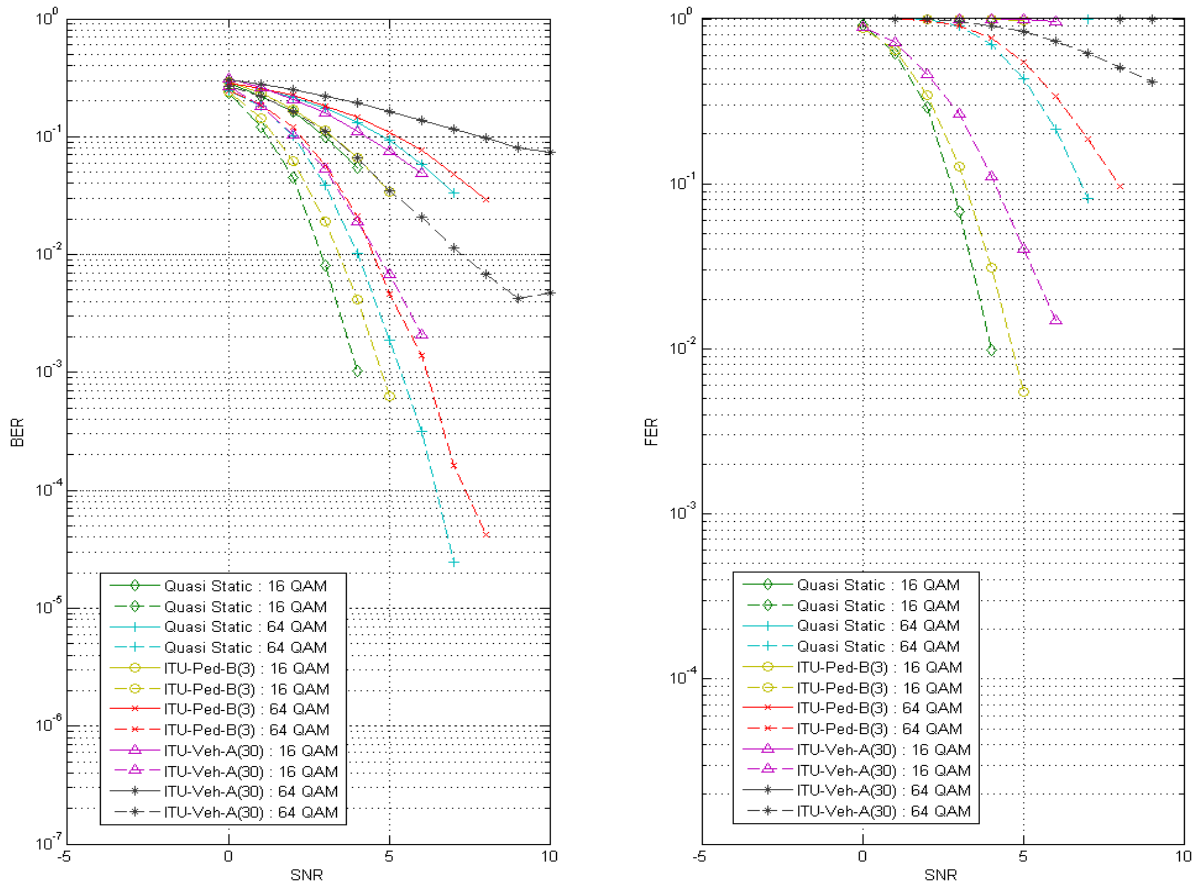 10^0
10^-1
10^-2
10^-3
10^-4
10^-5
10^-6
10^-7
BER
-5
0
5
10
SNR
Quasi Static : 16 QAM
Quasi Static : 16 QAM
Quasi Static : 64 QAM
Quasi Static : 64 QAM
ITU-Ped-B(3) : 16 QAM
ITU-Ped-B(3) : 16 QAM
ITU-Ped-B(3) : 64 QAM
ITU-Ped-B(3) : 64 QAM
ITU-Veh-A(30) : 16 QAM
ITU-Veh-A(30) : 16 QAM
ITU-Veh-A(30) : 64 QAM
ITU-Veh-A(30) : 64 QAM
10^0
10^-1
10^-2
10^-3
10^-4
FER
-5
0
5
10
SNR
Quasi Static : 16 QAM
Quasi Static : 16 QAM
Quasi Static : 64 QAM
Quasi Static : 64 QAM
ITU-Ped-B(3) : 16 QAM
ITU-Ped-B(3) : 16 QAM
ITU-Ped-B(3) : 64 QAM
ITU-Ped-B(3) : 64 QAM
ITU-Veh-A(30) : 16 QAM
ITU-Veh-A(30) : 16 QAM
ITU-Veh-A(30) : 64 QAM
ITU-Veh-A(30) : 64 QAM